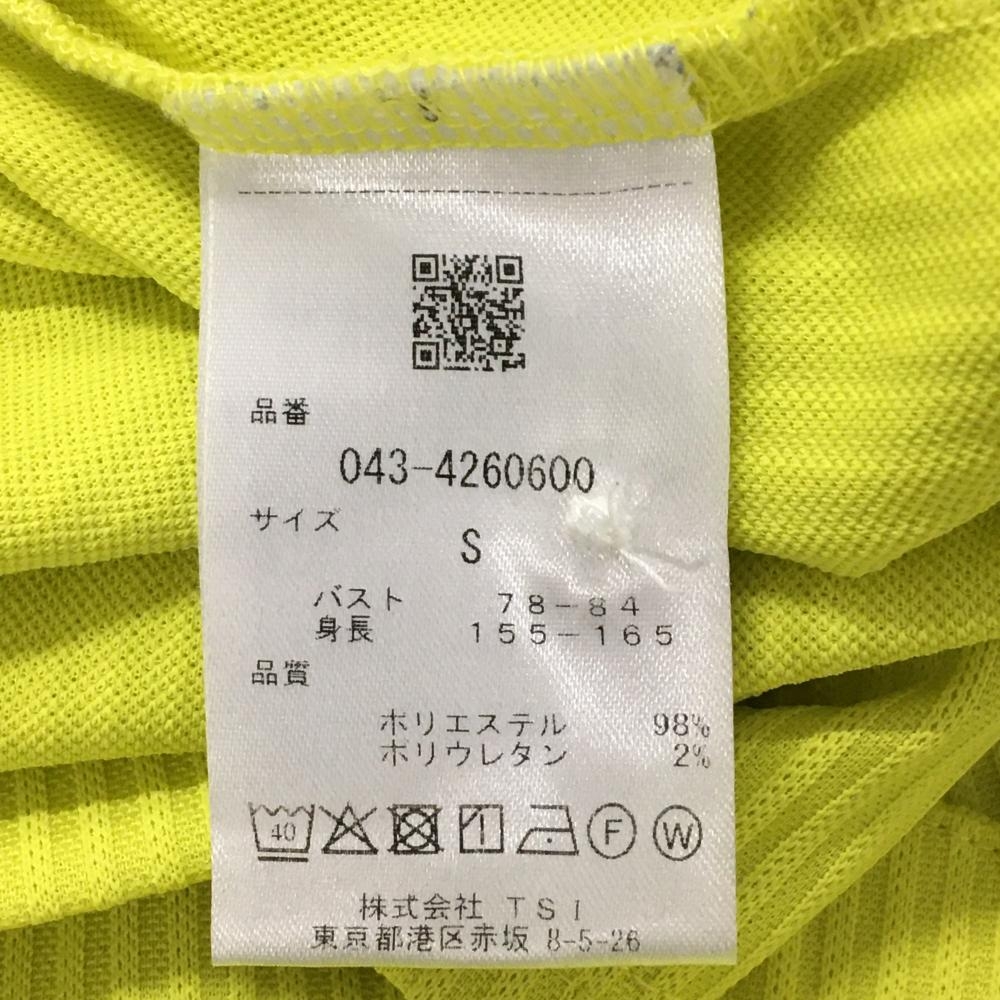 品番
043-4260600
サイズ
S
バスト 78-84
身長 155-165
品質
ポリエステル 98%
ポリウレタン 2%
40 F W
株式会社 TSI
東京都港区赤坂 8-5-26